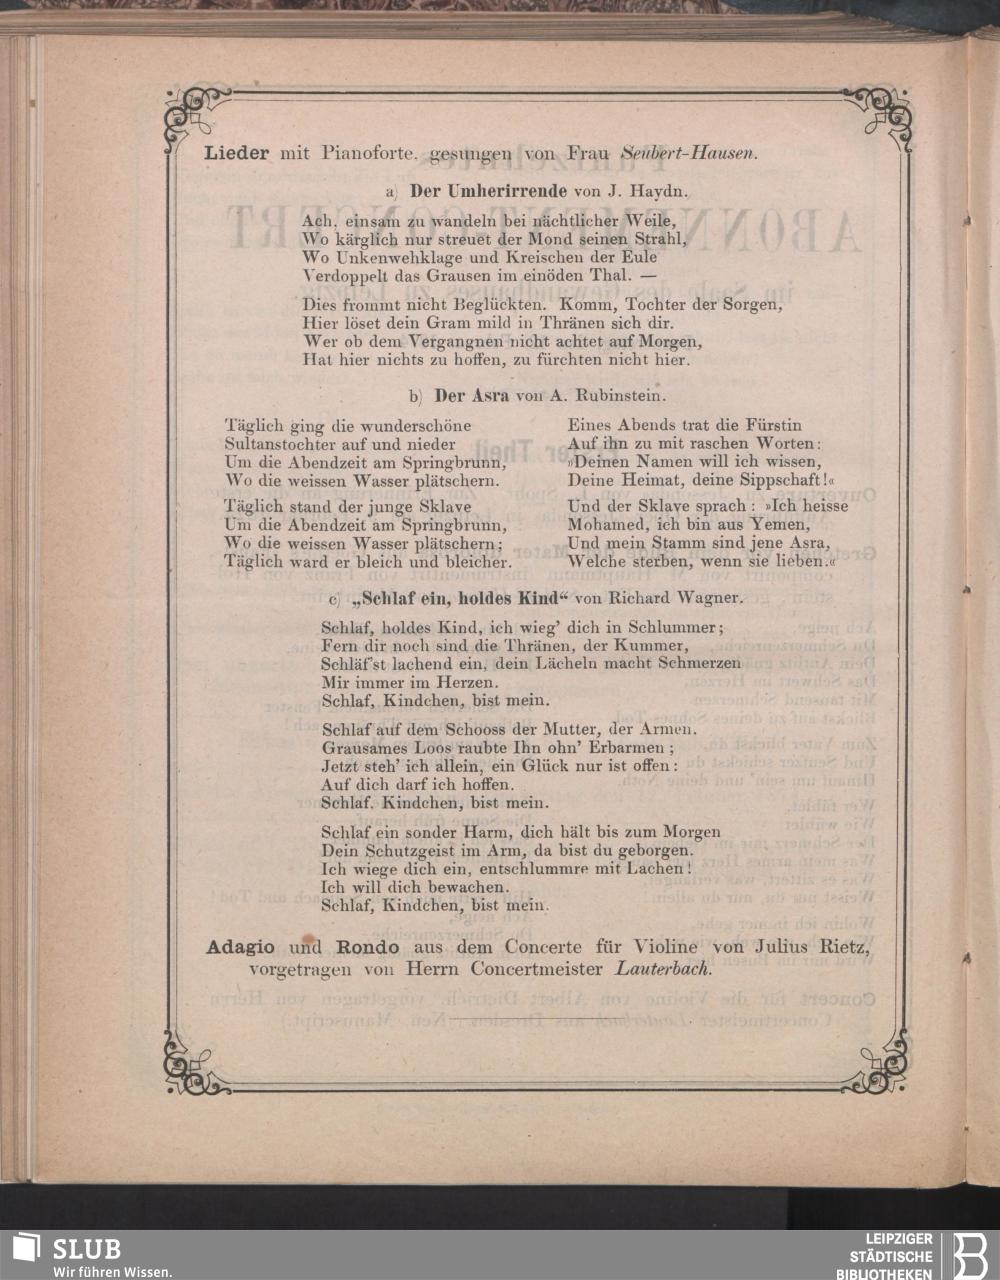 Lieder mit Pianoforte, gesungen von Frau Seubert-Hausen.
a) Der Umherirrende von J. Haydn.
Ach, einsam zu wandeln bei nächtlicher Weile,
Wo kärglich nur streuet der Mond seinen Strahl,
Wo Unkenwehklage und Kreischen der Eule
Verdoppelt das Grausen im einöden Thal. —
Dies frommt nicht Beglückten. Komm, Tochter der Sorgen,
Hier löset dein Gram mild in Thränen sich dir.
Wer ob dem Vergangnen nicht achtet auf Morgen,
Hat hier nichts zu hoffen, zu fürchten nicht hier.
b) Der Asra von A. Rubinstein.
Täglich ging die wunderschöne
Sultanstochter auf und nieder
Um die Abendzeit am Springbrunn,
Wo die weissen Wasser plätschern.
Täglich stand der junge Sklave
Um die Abendzeit am Springbrunn,
Wo die weissen Wasser plätschern;
Täglich ward er bleich und bleicher.
Eines Abends trat die Fürstin
Auf ihn zu mit raschen Worten:
»Deinen Namen will ich wissen,
Deine Heimat, deine Sippschaft!«
Und der Sklave sprach: »Ich heisse
Mohamed, ich bin aus Yemen,
Und mein Stamm sind jene Asra,
Welche sterben, wenn sie lieben.«
c) „Schlaf ein, holdes Kind“ von Richard Wagner.
Schlaf, holdes Kind, ich wieg' dich in Schlummer;
Fern dir noch sind die Thränen, der Kummer,
Schläf'st lachend ein, dein Lächeln macht Schmerzen
Mir immer im Herzen.
Schlaf, Kindchen, bist mein.
Schlaf auf dem Schooss der Mutter, der Armen.
Grausames Loos raubte Ihn ohn' Erbarmen;
Jetzt steh' ich allein, ein Glück nur ist offen:
Auf dich darf ich hoffen.
Schlaf, Kindchen, bist mein.
Schlaf ein sonder Harm, dich hält bis zum Morgen
Dein Schutzgeist im Arm, da bist du geborgen.
Ich wiege dich ein, entschlummre mit Lachen!
Ich will dich bewachen.
Schlaf, Kindchen, bist mein.
Adagio und Rondo aus dem Concerte für Violine von Julius Rietz,
vorgetragen von Herrn Concertmeister Lauterbach.
SLUB
Wir führen Wissen.
LEIPZIGER
STÄDTISCHE
BIBLIOTHEKEN